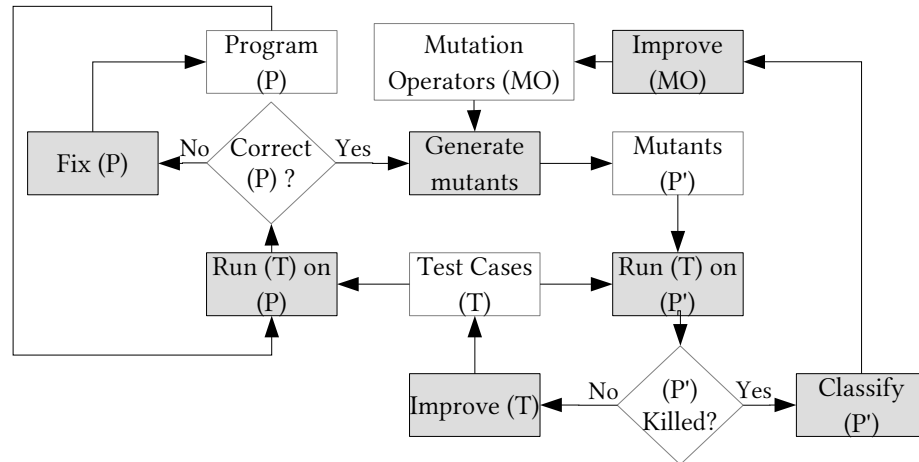 Program
(P)
Mutation
Operators (MO)
Improve
(MO)
Fix (P)
No
Correct
(P) ?
Yes
Generate
mutants
Mutants
(P')
Run (T) on
(P)
Test Cases
(T)
Run (T) on
(P')
Improve (T)
No
(P')
Killed?
Yes
Classify
(P')